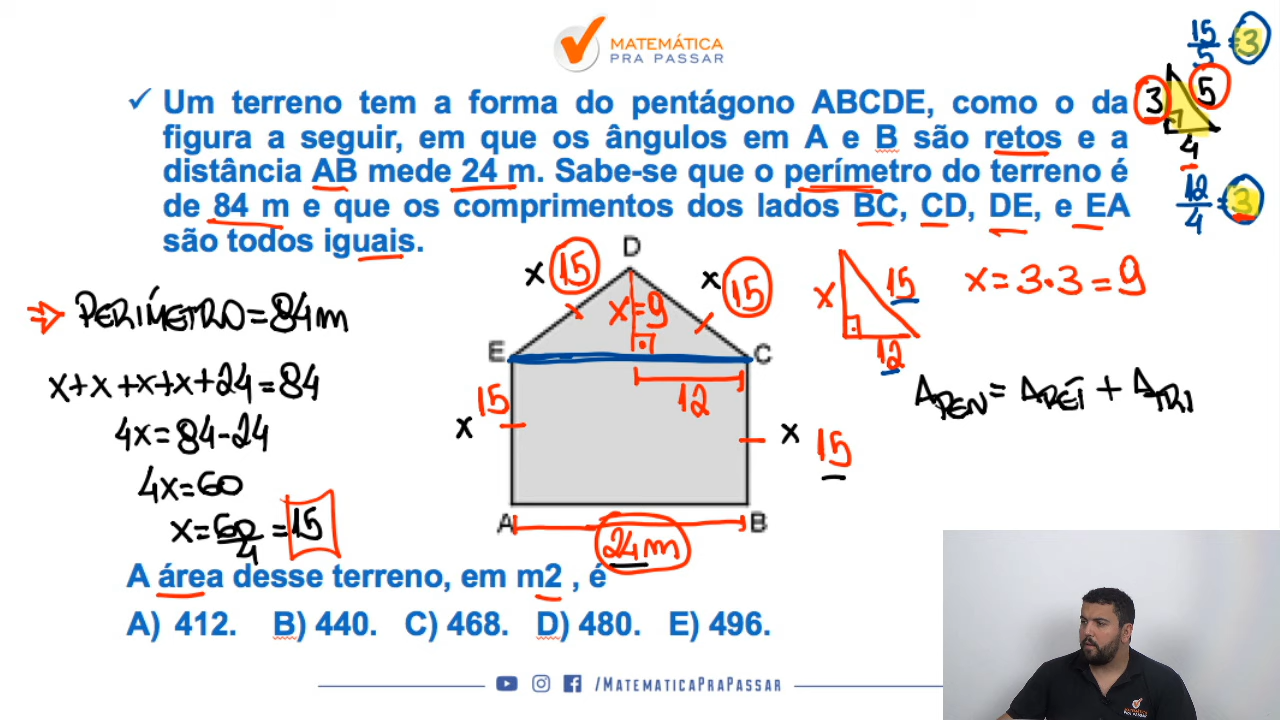 MATEMÁTICA
PRA PASSAR
✓ Um terreno tem a forma do pentágono ABCDE, como o da
figura a seguir, em que os ângulos em A e B são retos e a
distância AB mede 24 m. Sabe-se que o perímetro do terreno é
de 84 m e que os comprimentos dos lados BC, CD, DE, e EA
são todos iguais.
15/5 = 3
3
5
4
12/4 = 3
⇒ PERÍMETRO = 84m
x + x + x + x + 24 = 84
4x = 84 - 24
4x = 60
x = 60/4 = 15
D
x 15
x 15
x = 9
E
C
12
15
x
x
15
A
B
24m
x
15
12
x = 3 · 3 = 9
A PEN = A RET + A TRI
A área desse terreno, em m2 , é
A) 412. B) 440. C) 468. D) 480. E) 496.
/MatematicaPraPassar
MATEMÁTICA
PRA PASSAR